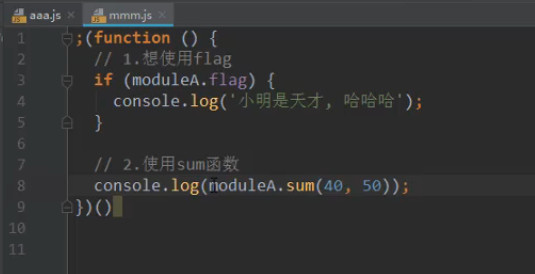 aaa.js mmm.js
1 ;(function () {
2 // 1.想使用flag
3 if (moduleA.flag) {
4 console.log('小明是天才, 哈哈哈');
5 }
6
7 // 2.使用sum函数
8 console.log(moduleA.sum(40, 50));
9 })()
10
11